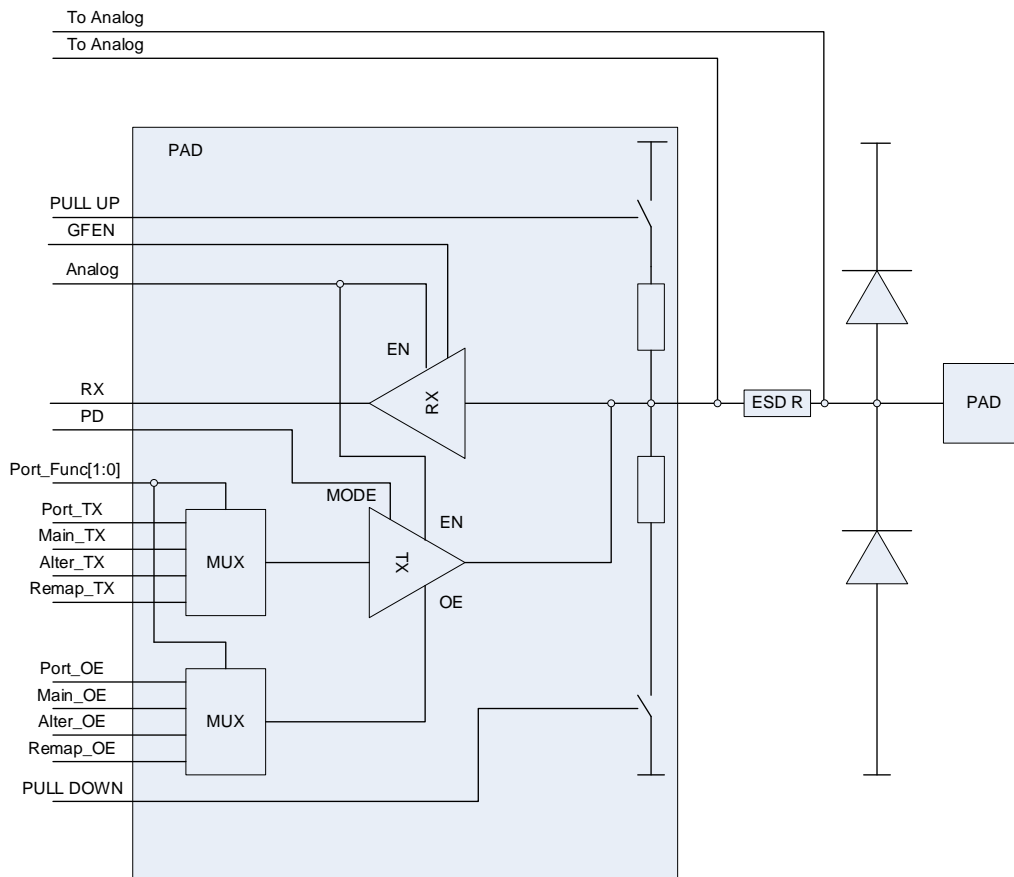 To Analog
To Analog
PAD
PULL UP
GFEN
Analog
EN
RX
RX
ESD R
PAD
PD
Port_Func[1:0]
MODE
Port_TX
EN
Main_TX
MUX
TX
Alter_TX
Remap_TX
OE
Port_OE
Main_OE
MUX
Alter_OE
Remap_OE
PULL DOWN